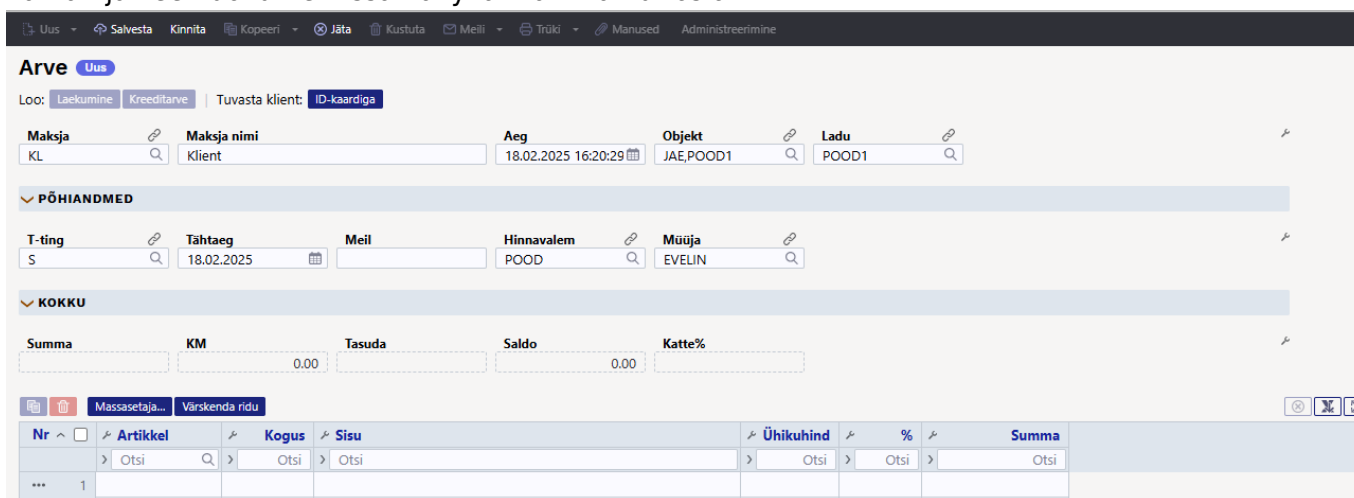 Uus Salvesta Kinnita Kopeeri Jäta Kustuta Meili Trüki Manused Administreerimine
Arve Uus
Loo: Laekumine Kreeditarve | Tuvasta klient: ID-kaardiga
Maksja Maksja nimi Aeg Objekt Ladu
KL Klient 18.02.2025 16:20:29 JAE,POOD1 POOD1
PÕHIANDMED
T-ting Tähtaeg Meil Hinnavalem Müüja
S 18.02.2025 POOD EVELIN
KOKKU
Summa KM Tasuda Saldo Katte%
0.00 0.00
Massasetaja... Värskenda ridu
Nr Artikkel Kogus Sisu Ühikuhind % Summa
Otsi Otsi Otsi Otsi Otsi Otsi
... 1